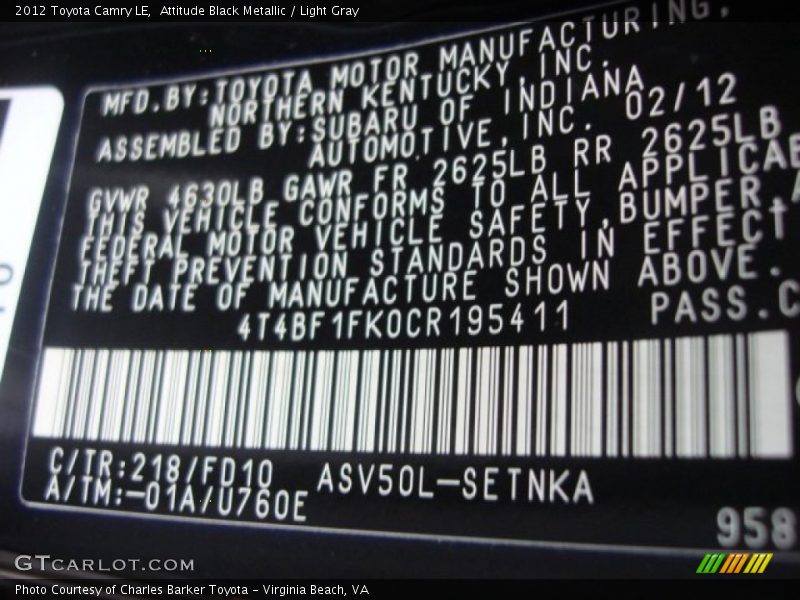 2012 Toyota Camry LE,  Attitude Black Metallic / Light Gray
MFD.BY:TOYOTA MOTOR MANUFACTURING,
NORTHERN KENTUCKY,INC.
ASSEMBLED BY:SUBARU OF INDIANA
AUTOMOTIVE,INC. 02/12
GVWR 4630LB GAWR FR 2625LB RR 2625LB
THIS VEHICLE CONFORMS TO ALL APPLICAB
FEDERAL MOTOR VEHICLE SAFETY,BUMPER,A
THEFT PREVENTION STANDARDS IN EFFECT
THE DATE OF MANUFACTURE SHOWN ABOVE.
4T4BF1FK0CR195411 PASS.C
C/TR:218/FD10 ASV50L-SETNKA
A/TM:-01A/U760E
958
GTCARLOT.COM
Photo Courtesy of Charles Barker Toyota - Virginia Beach, VA